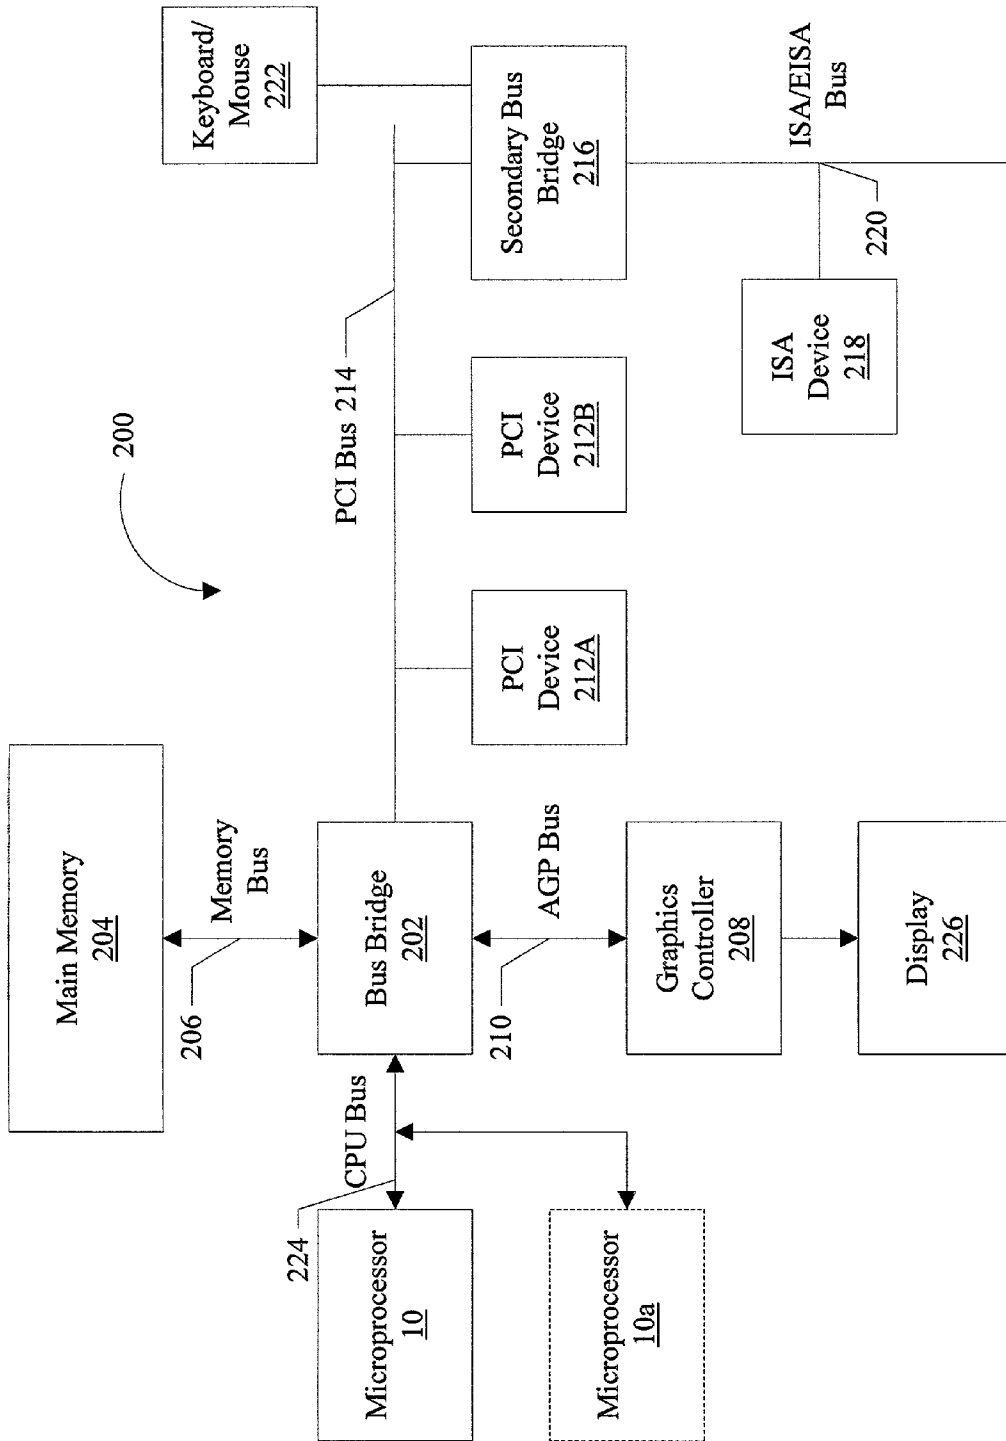 200
Main Memory
204
Memory
Bus
206
Keyboard/
Mouse
222
Microprocessor
10
224
CPU Bus
Bus Bridge
202
PCI Bus 214
Microprocessor
10a
210
AGP Bus
PCI
Device
212A
PCI
Device
212B
Secondary Bus
Bridge
216
Graphics
Controller
208
Display
226
ISA
Device
218
220
ISA/EISA
Bus